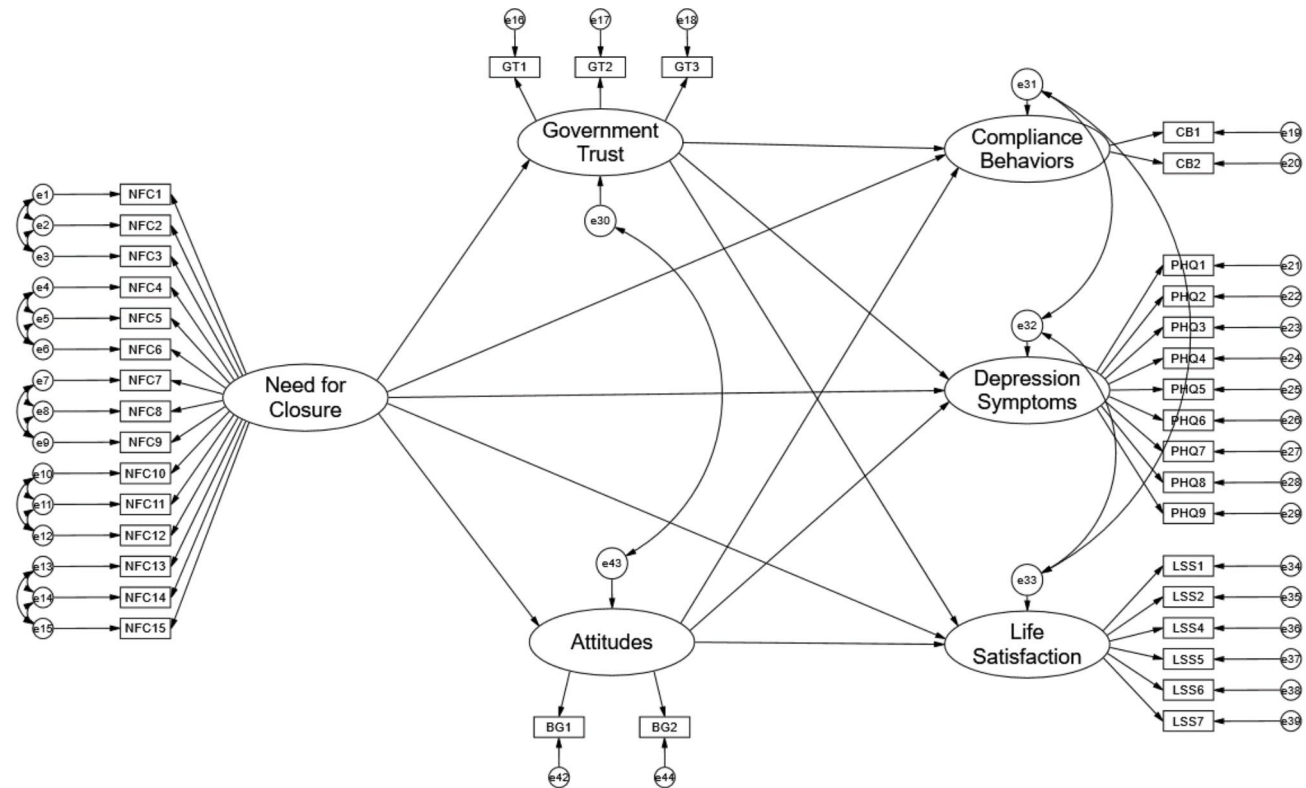 e16
e17
e18
GT1
GT2
GT3
Government
Trust
e30
e31
Compliance
Behaviors
CB1
e19
CB2
e20
e1
NFC1
e2
NFC2
e3
NFC3
e4
NFC4
e5
NFC5
e6
NFC6
e7
NFC7
e8
NFC8
e9
NFC9
e10
NFC10
e11
NFC11
e12
NFC12
e13
NFC13
e14
NFC14
e15
NFC15
Need for
Closure
e32
Depression
Symptoms
PHQ1
e21
PHQ2
e22
PHQ3
e23
PHQ4
e24
PHQ5
e25
PHQ6
e26
PHQ7
e27
PHQ8
e28
PHQ9
e29
e43
Attitudes
BG1
BG2
e42
e44
e33
Life
Satisfaction
LSS1
e34
LSS2
e35
LSS4
e36
LSS5
e37
LSS6
e38
LSS7
e39